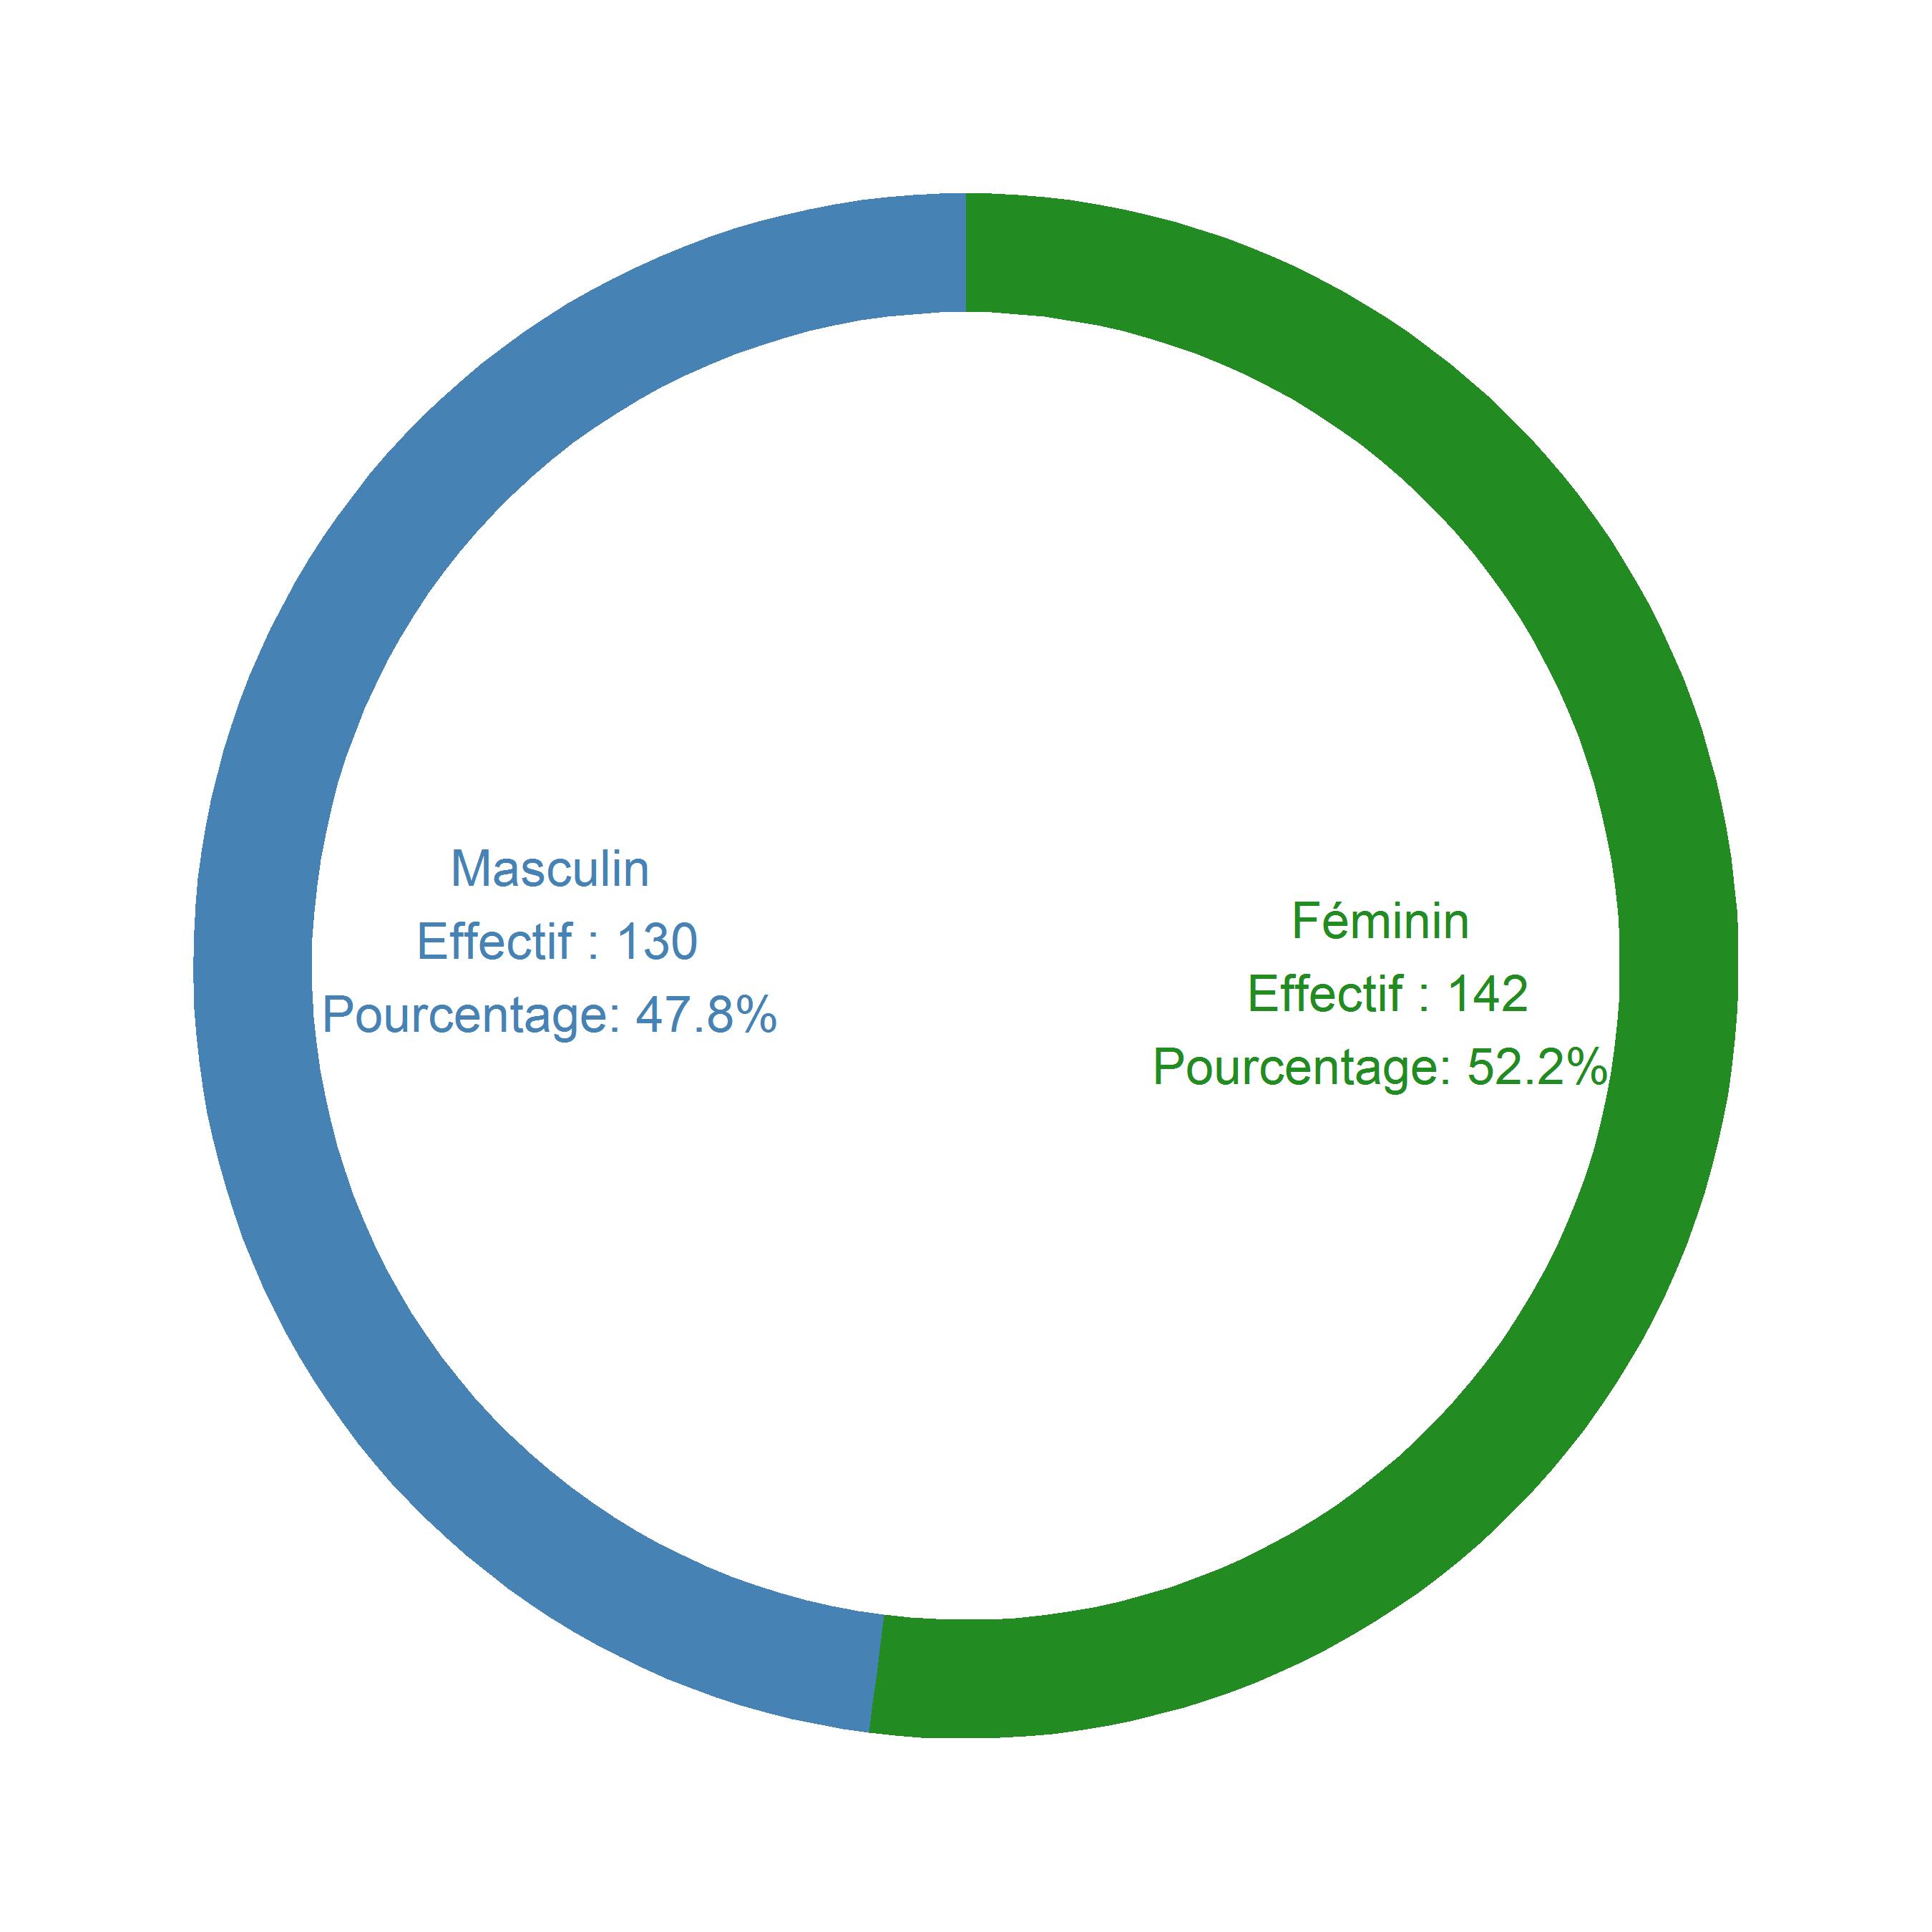 Masculin
Effectif : 130
Pourcentage: 47.8%
Féminin
Effectif : 142
Pourcentage: 52.2%